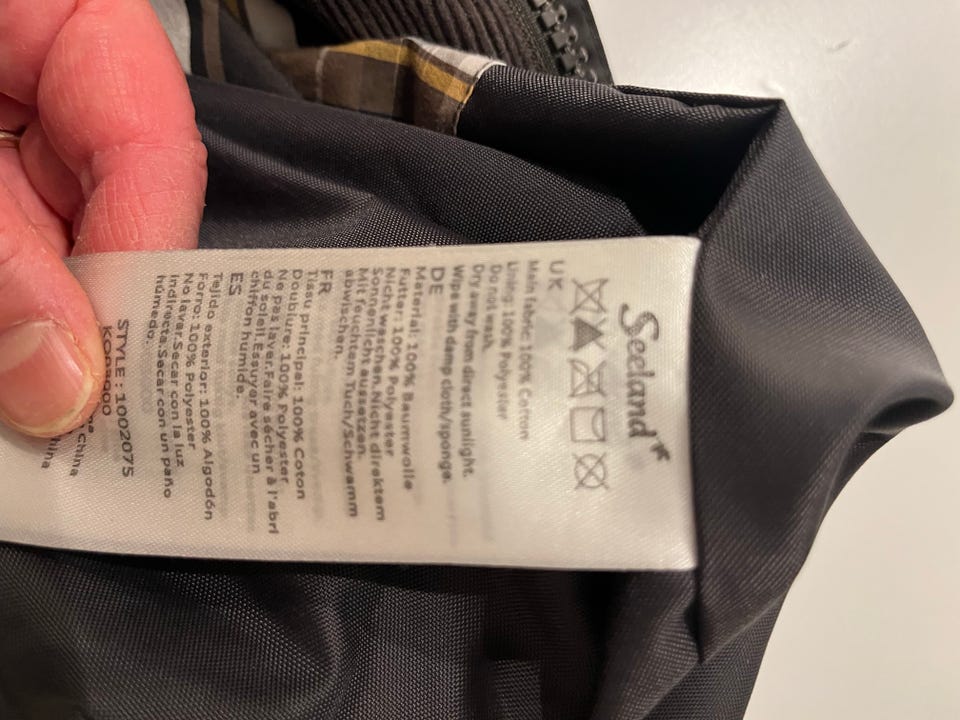 Seeland
UK
Main fabric: 100% Cotton
Lining: 100% Polyester
Do not wash.
Dry away from direct sunlight.
Wipe with damp cloth/sponge.
DE
Material: 100% Baumwolle
Futter: 100% Polyester
Nicht waschen.Nicht direktem
Sonnenlicht aussetzen.
Mit feuchtem Tuch/Schwamm
abwischen.
FR
Tissu principal: 100% Coton
Doublure: 100% Polyester
Ne pas laver.Faire sécher à l'abri
du soleil.Essuyer avec un
chiffon humide.
ES
Tejido exterior: 100% Algodón
Forro: 100% Polyester
No lavar.Secar con la luz
indirecta.Secar con un paño
húmedo.
STYLE : 1002075
China